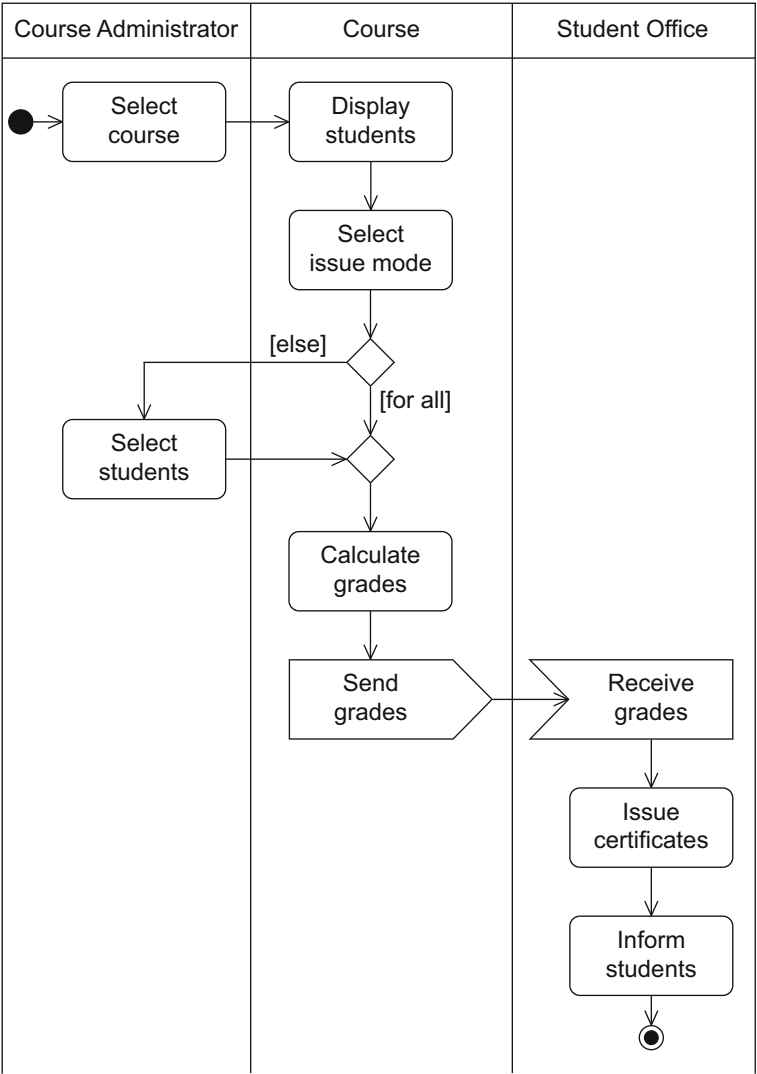 Course Administrator
Course
Student Office
Select
course
Display
students
Select
issue mode
[else]
[for all]
Select
students
Calculate
grades
Send
grades
Receive
grades
Issue
certificates
Inform
students